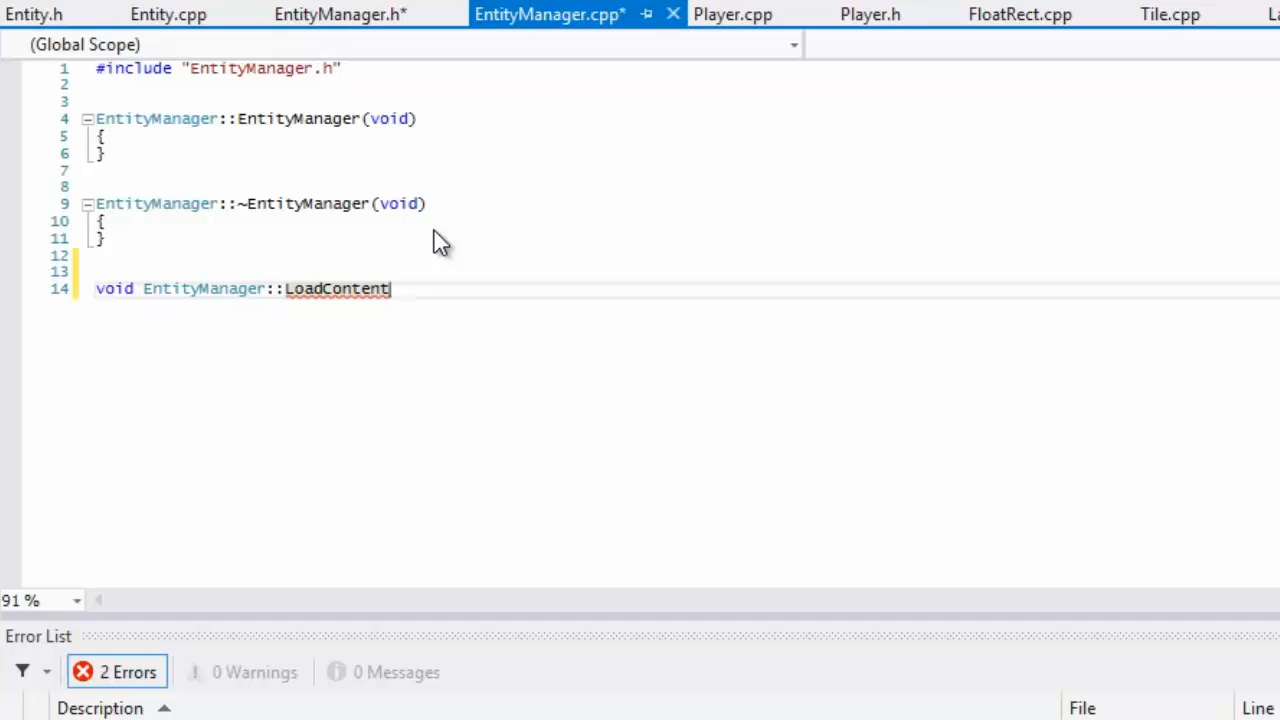 Entity.h Entity.cpp EntityManager.h* EntityManager.cpp* Player.cpp Player.h FloatRect.cpp Tile.cpp
(Global Scope)
1 #include "EntityManager.h"
2
3
4 EntityManager::EntityManager(void)
5 {
6 }
7
8
9 EntityManager::~EntityManager(void)
10 {
11 }
12
13
14 void EntityManager::LoadContent
91 %
Error List
2 Errors 0 Warnings 0 Messages
Description File Line